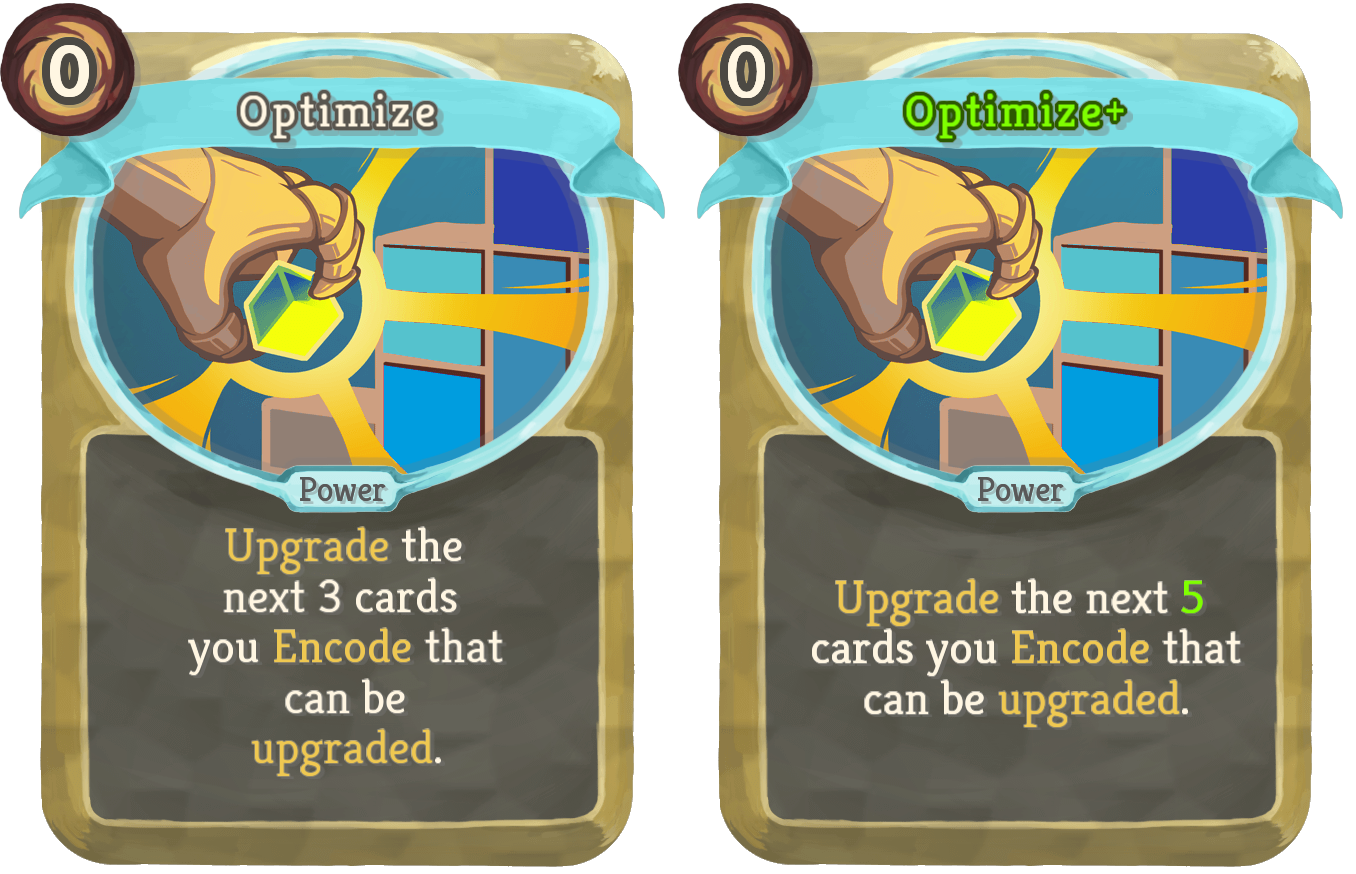 0
Optimize
Power
Upgrade the
next 3 cards
you Encode that
can be
upgraded.
0
Optimize+
Power
Upgrade the next 5
cards you Encode that
can be upgraded.